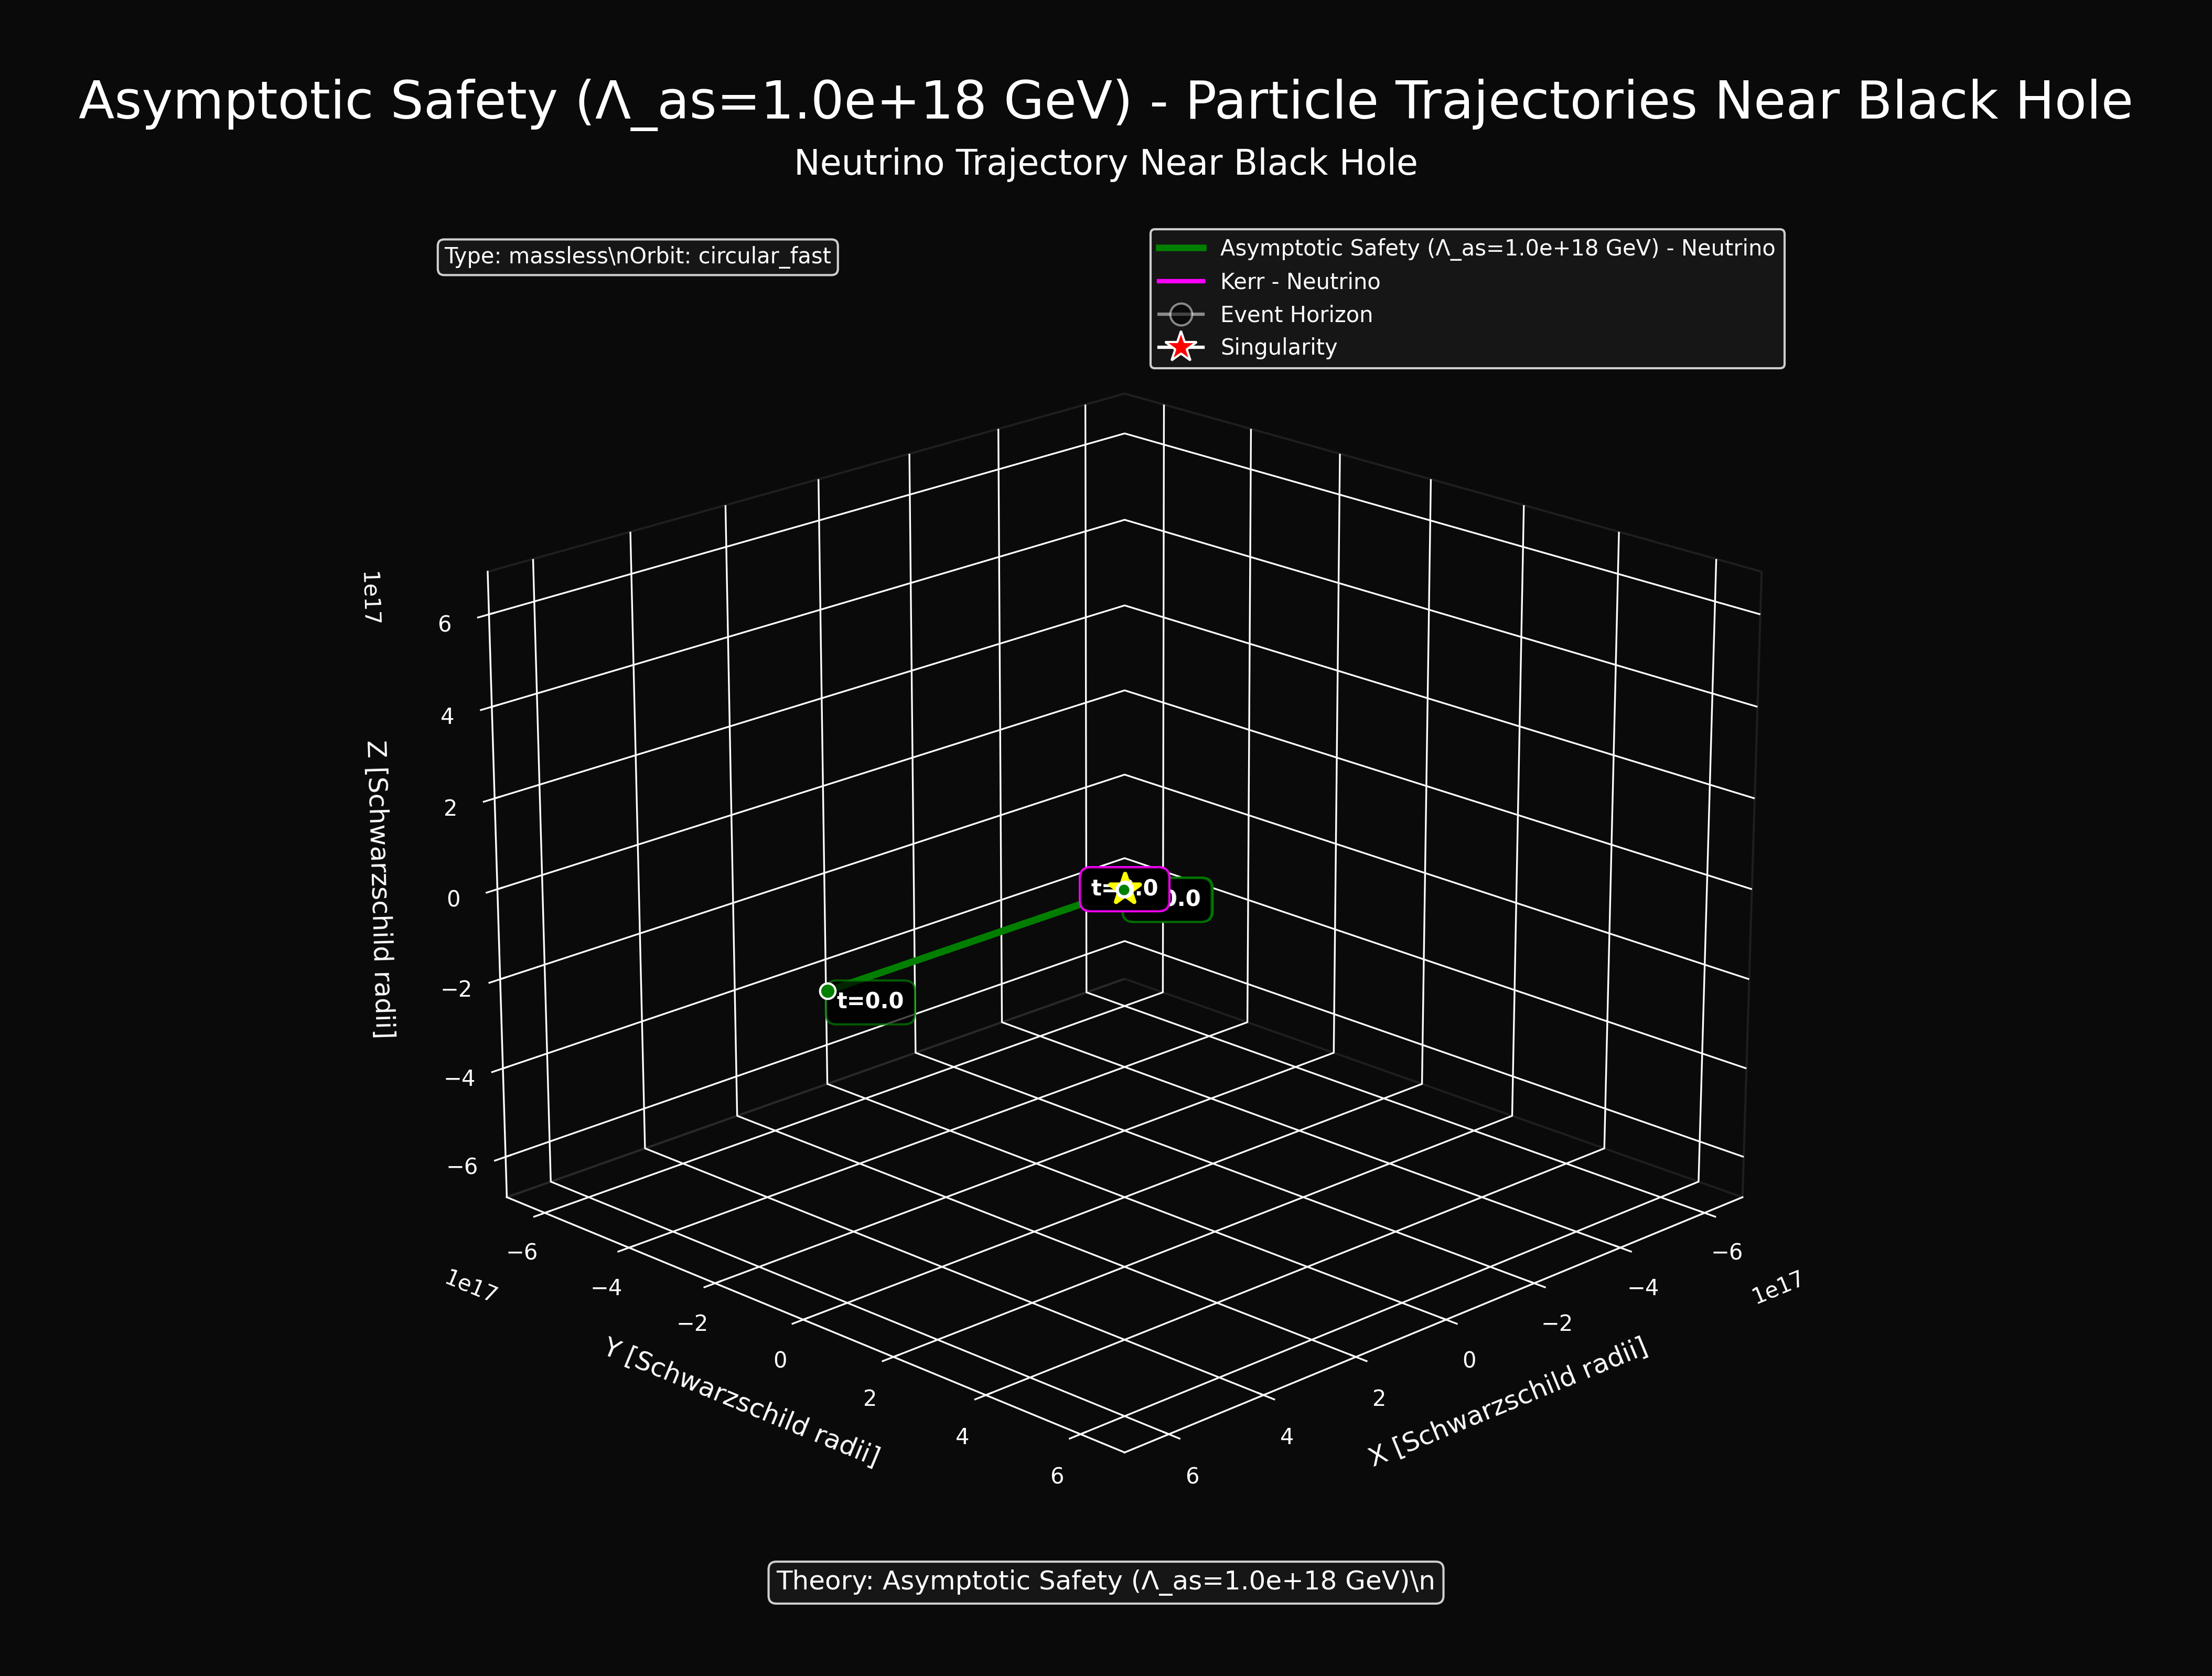 Asymptotic Safety (Λ_as=1.0e+18 GeV) - Particle Trajectories Near Black Hole
Neutrino Trajectory Near Black Hole
Type: massless\nOrbit: circular_fast
Asymptotic Safety (Λ_as=1.0e+18 GeV) - Neutrino
Kerr - Neutrino
Event Horizon
Singularity
1e17
6
4
2
0
−2
−4
−6
Z [Schwarzschild radii]
t=0.0
−6
−4
−2
0
2
4
6
1e17
Y [Schwarzschild radii]
6
4
2
0
−2
−4
−6
1e17
X [Schwarzschild radii]
Theory: Asymptotic Safety (Λ_as=1.0e+18 GeV)\n